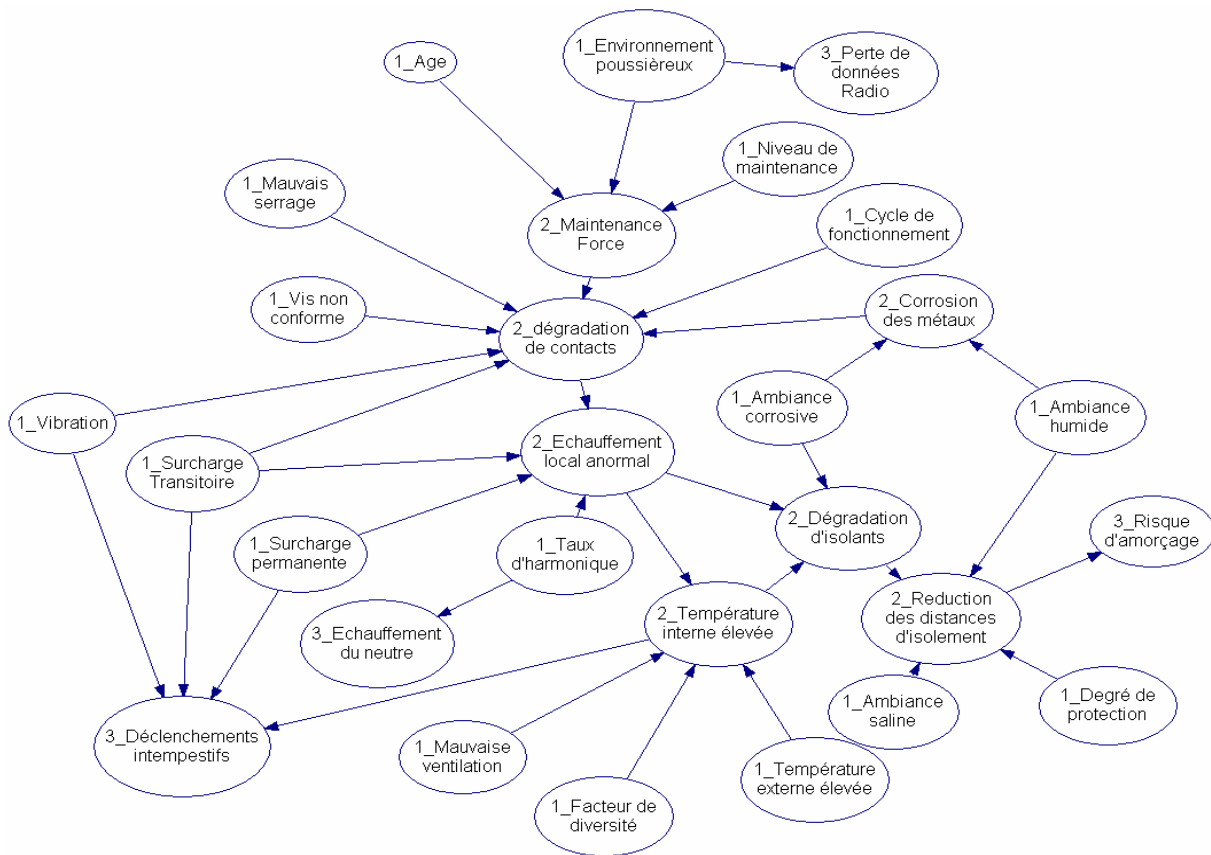 1_Age
1_Environnement
poussièreux
3_Perte de
données
Radio
1_Niveau de
maintenance
1_Mauvais
serrage
2_Maintenance
Force
1_Cycle de
fonctionnement
1_Vis non
conforme
2_dégradation
de contacts
2_Corrosion
des métaux
1_Vibration
1_Surcharge
Transitoire
2_Echauffement
local anormal
1_Ambiance
corrosive
1_Ambiance
humide
1_Surcharge
permanente
1_Taux
d'harmonique
2_Dégradation
d'isolants
3_Risque
d'amorçage
3_Echauffement
du neutre
2_Température
interne élevée
2_Reduction
des distances
d'isolement
3_Déclenchements
intempestifs
1_Mauvaise
ventilation
1_Ambiance
saline
1_Degré de
protection
1_Facteur de
diversité
1_Température
externe élevée